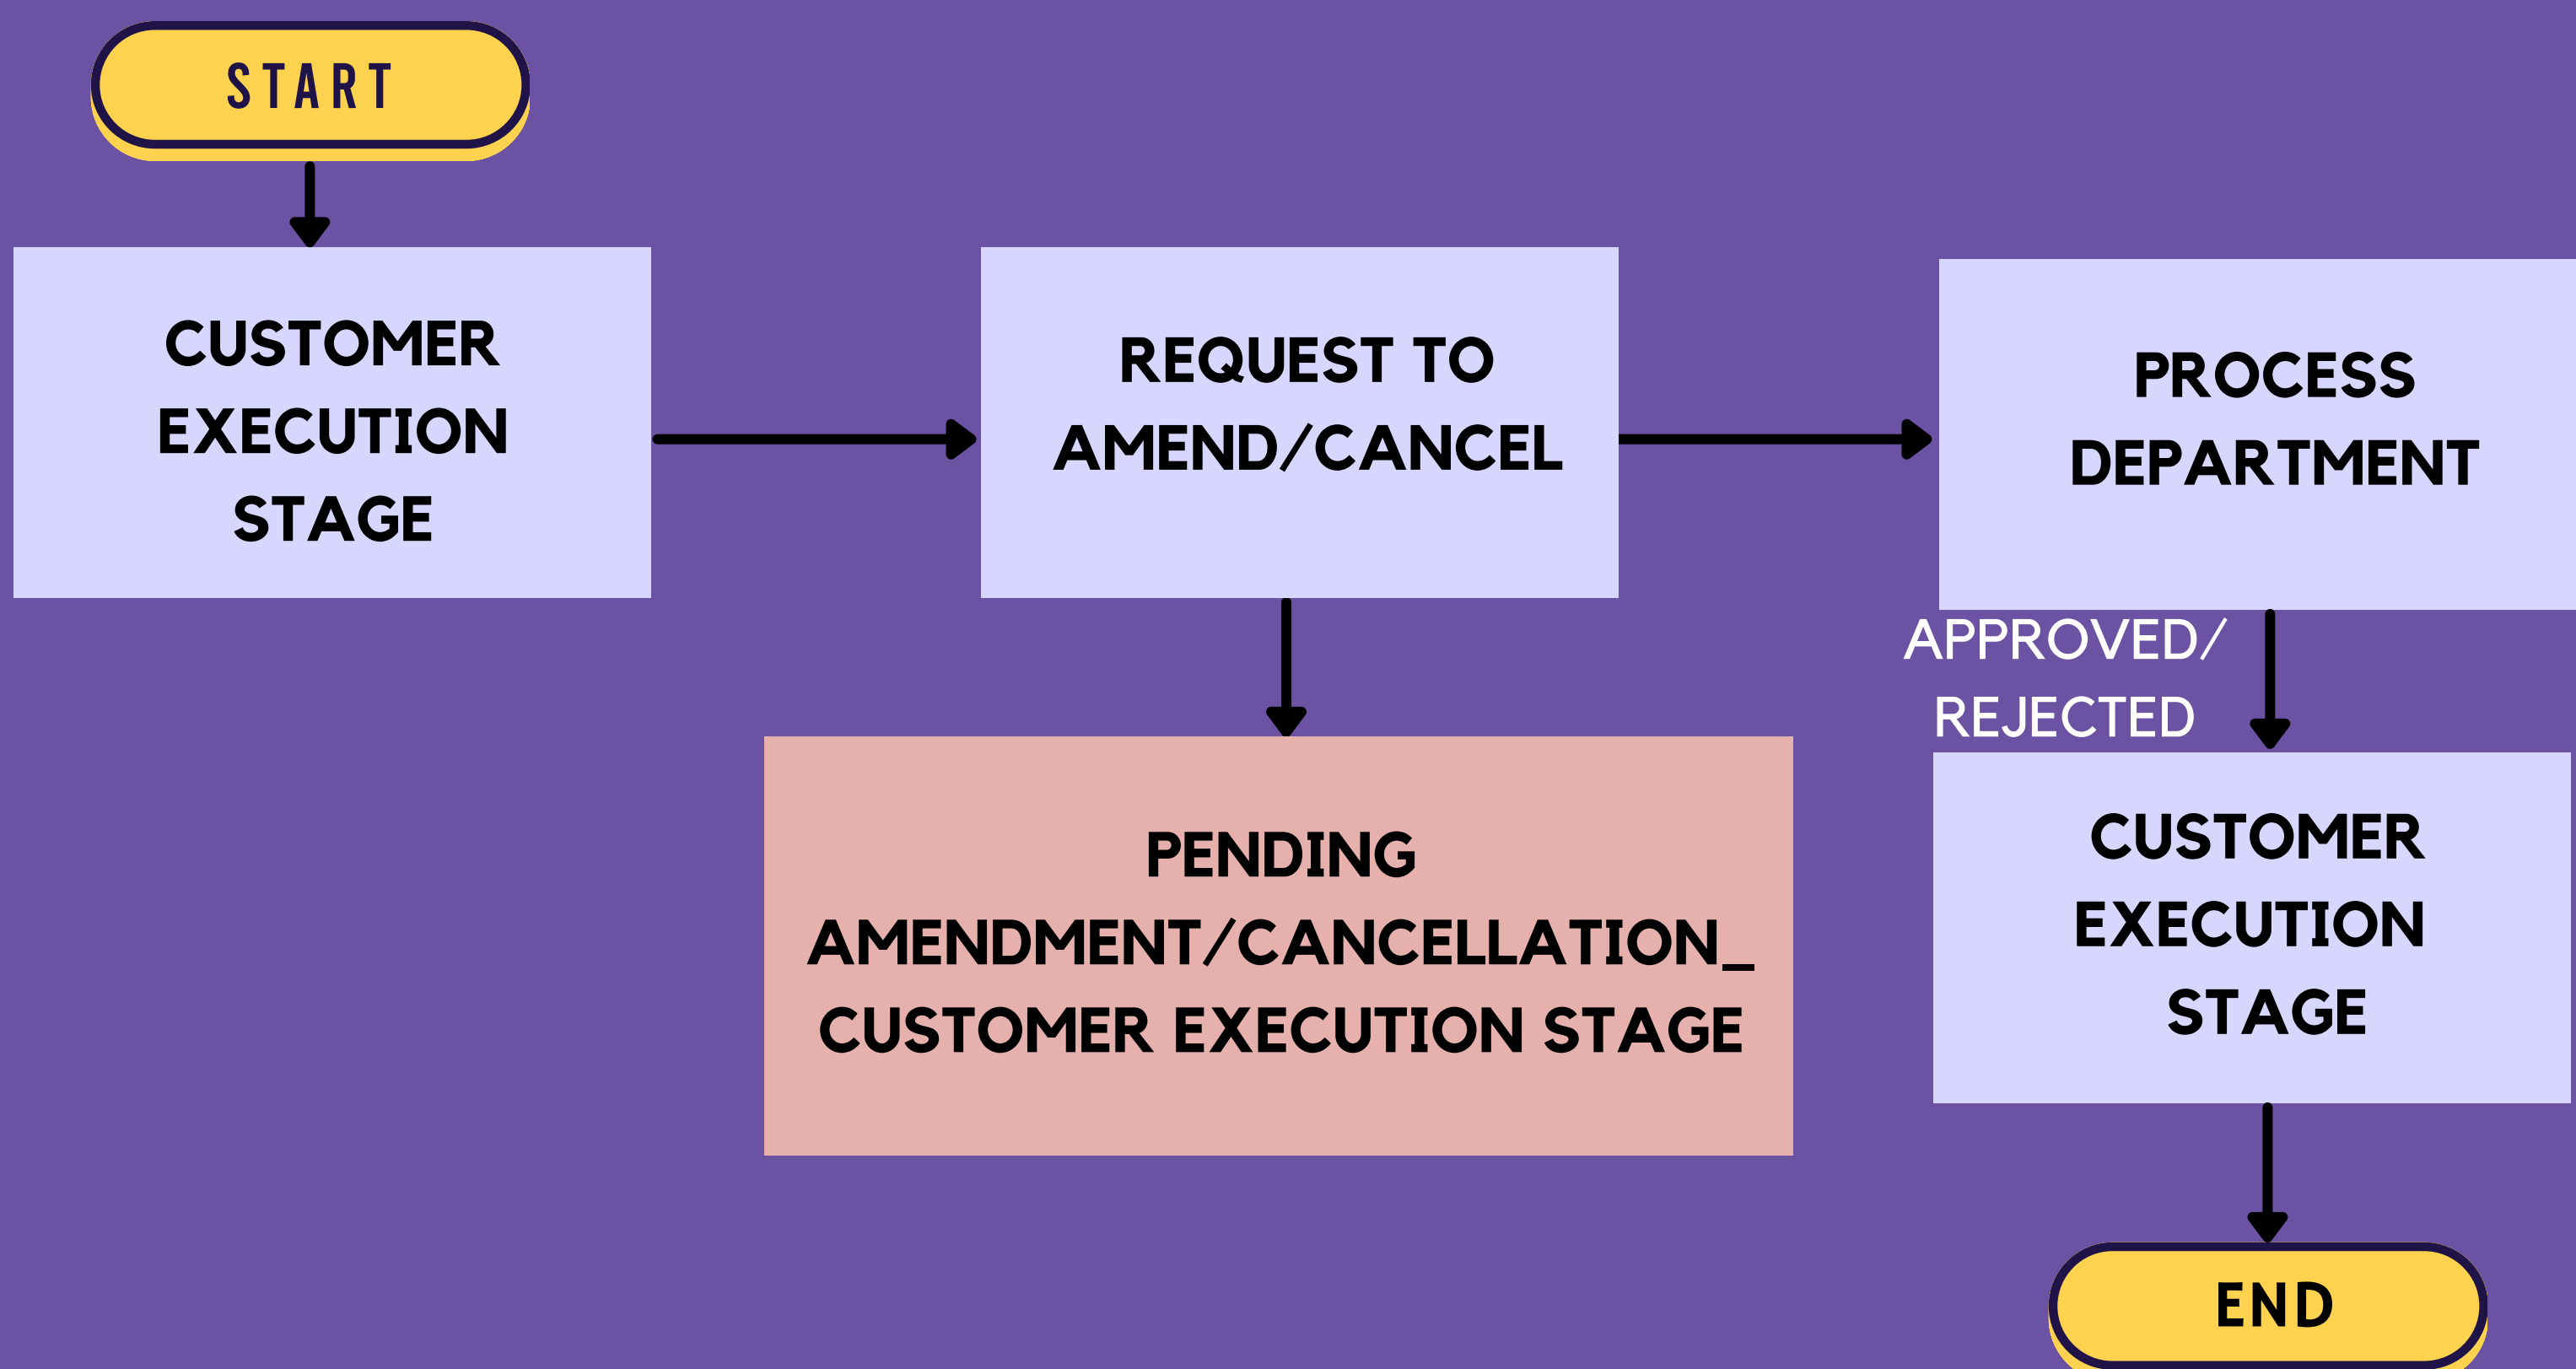 START
CUSTOMER
EXECUTION
STAGE
REQUEST TO
AMEND/CANCEL
PROCESS
DEPARTMENT
APPROVED/
REJECTED
PENDING
AMENDMENT/CANCELLATION_
CUSTOMER EXECUTION STAGE
CUSTOMER
EXECUTION
STAGE
END